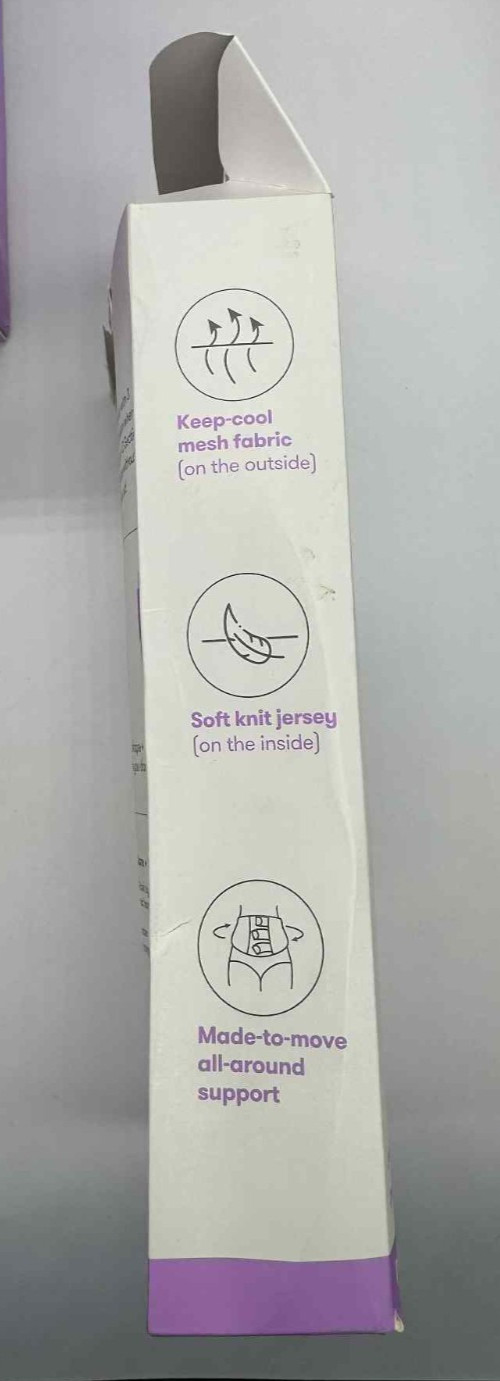 Keep-cool
mesh fabric
(on the outside)
Soft knit jersey
(on the inside)
Made-to-move
all-around
support